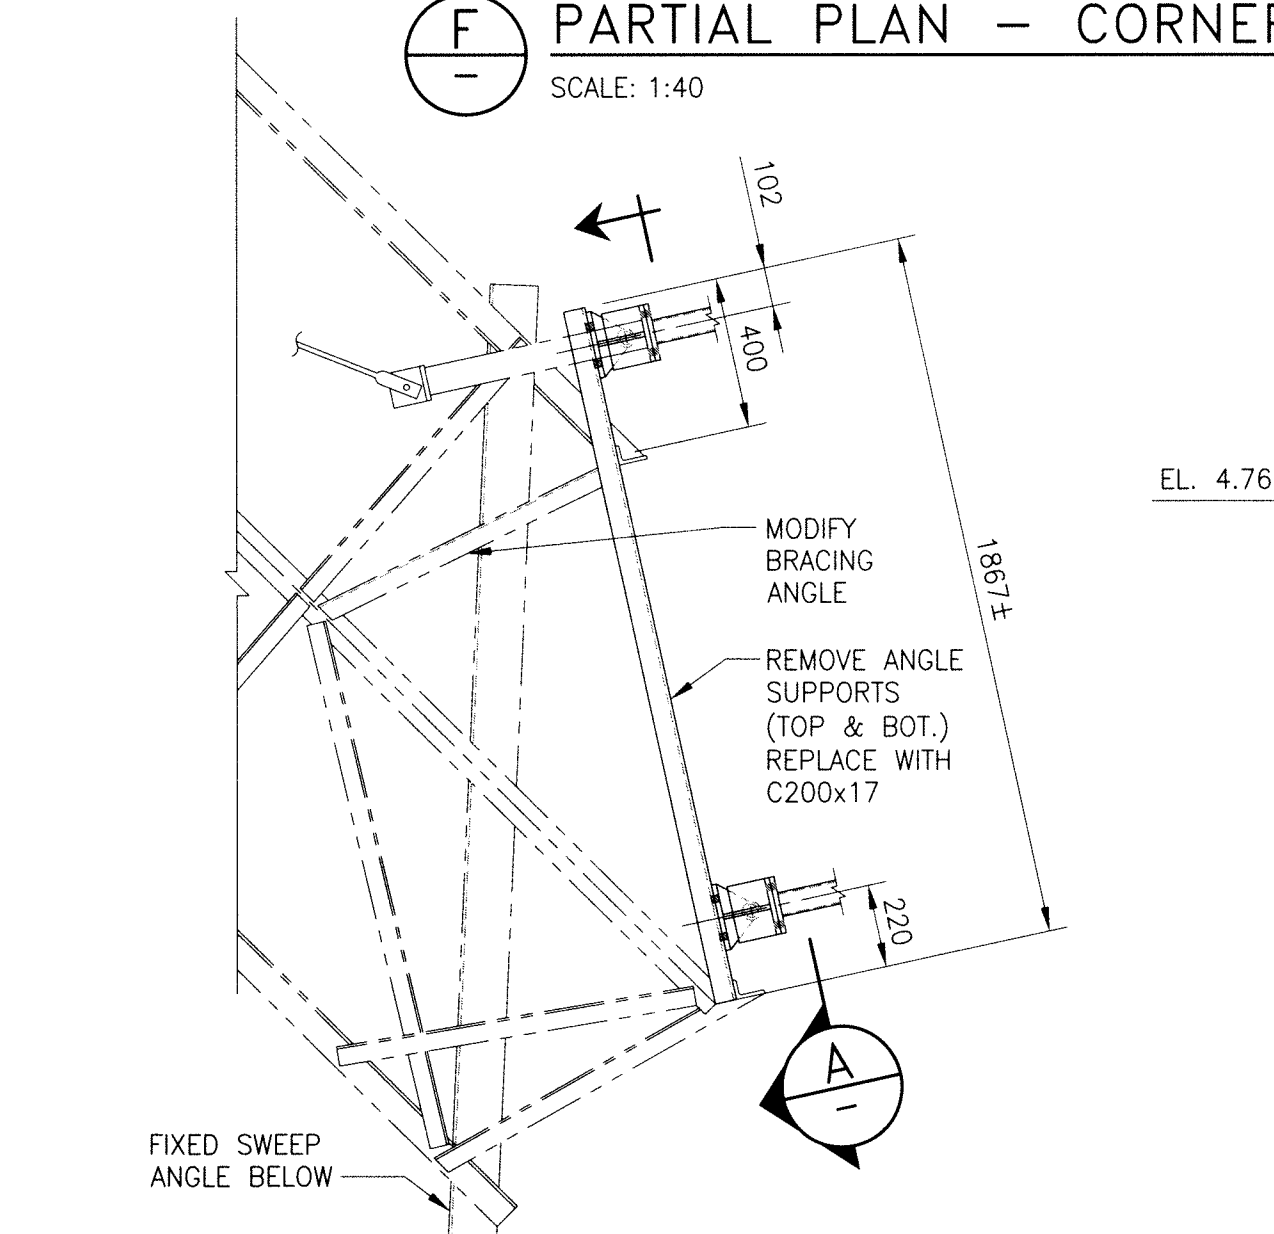 F
–
PARTIAL PLAN – CORNER
SCALE: 1:40
102
400
EL. 4.76
MODIFY
BRACING
ANGLE
1867±
REMOVE ANGLE
SUPPORTS
(TOP & BOT.)
REPLACE WITH
C200x17
220
A
–
FIXED SWEEP
ANGLE BELOW